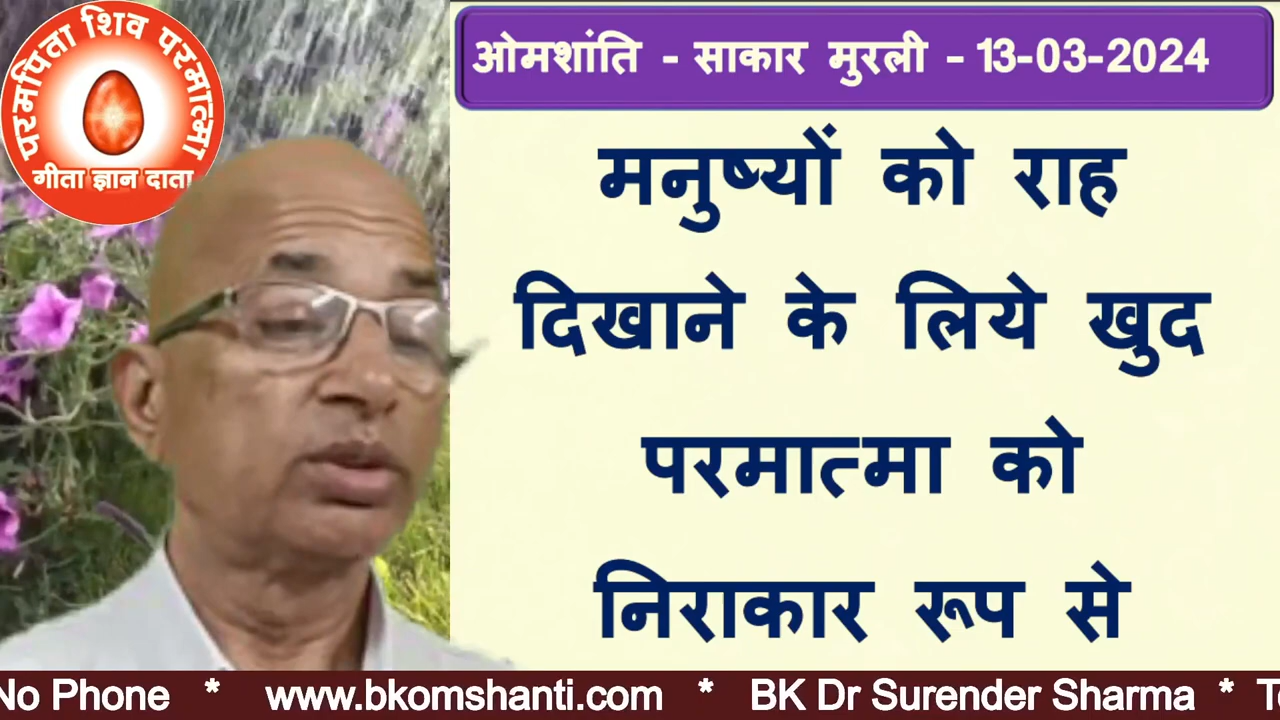 परमपिता शिव परमात्मा
गीता ज्ञान दाता
ओमशांति - साकार मुरली - 13-03-2024
मनुष्यों को राह
दिखाने के लिये खुद
परमात्मा को
निराकार रूप से
No Phone * www.bkomshanti.com * BK Dr Surender Sharma *